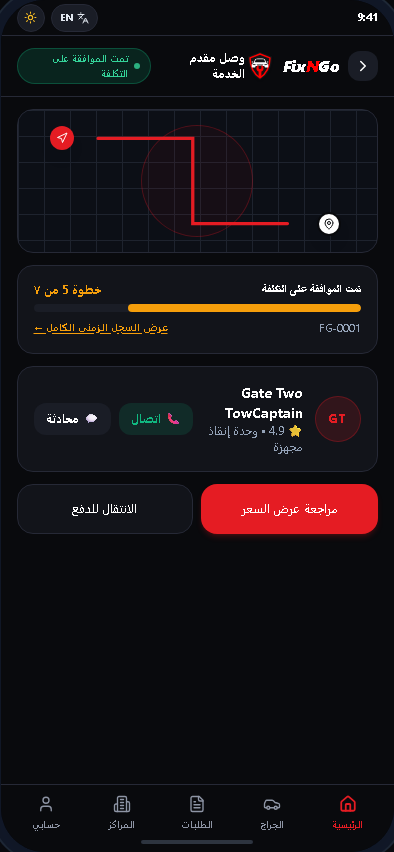 9:41
EN
FixNGo
وصل مقدم
الخدمة
تمت الموافقة على
التكلفة
تمت الموافقة على التكلفة
خطوة 5 من ٧
FG-0001
عرض السجل الزمني الكامل ←
GT
Gate Two
TowCaptain
⭐ 4.9 • وحدة إنقاذ
مجهزة
📞 اتصال
💬 محادثة
مراجعة عرض السعر
الانتقال للدفع
الرئيسية
الجراج
الطلبات
المراكز
حسابي